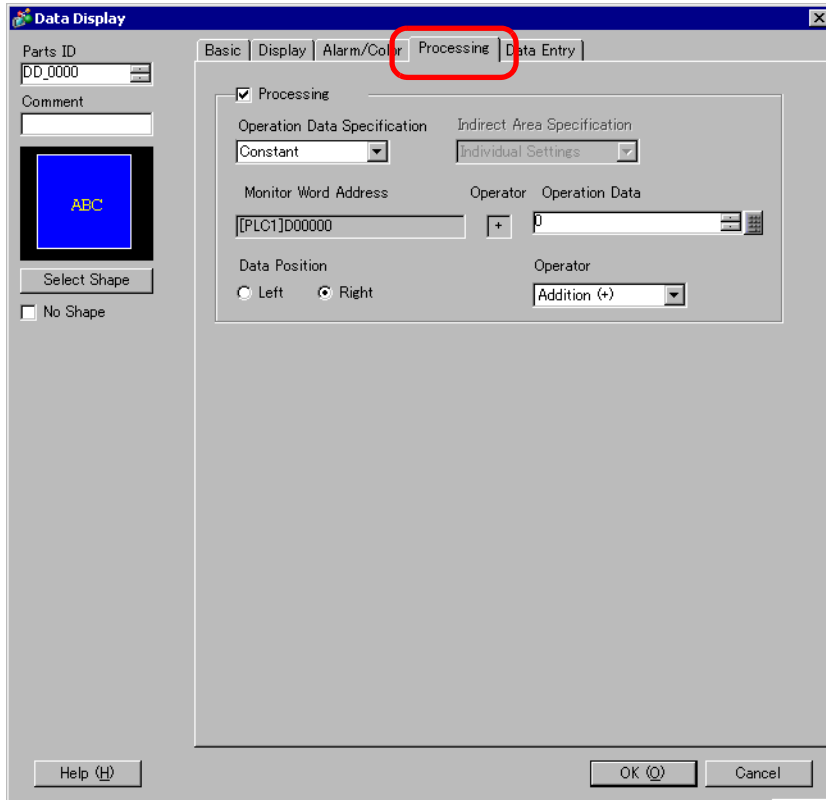 Data Display
Parts ID
DD_0000
Comment
ABC
Select Shape
No Shape
Basic Display Alarm/Color Processing Data Entry
Processing
Operation Data Specification Indirect Area Specification
Constant Individual Settings
Monitor Word Address Operator Operation Data
[PLC1]D00000 + 0
Data Position Operator
Left Right Addition (+)
Help (H) OK (O) Cancel